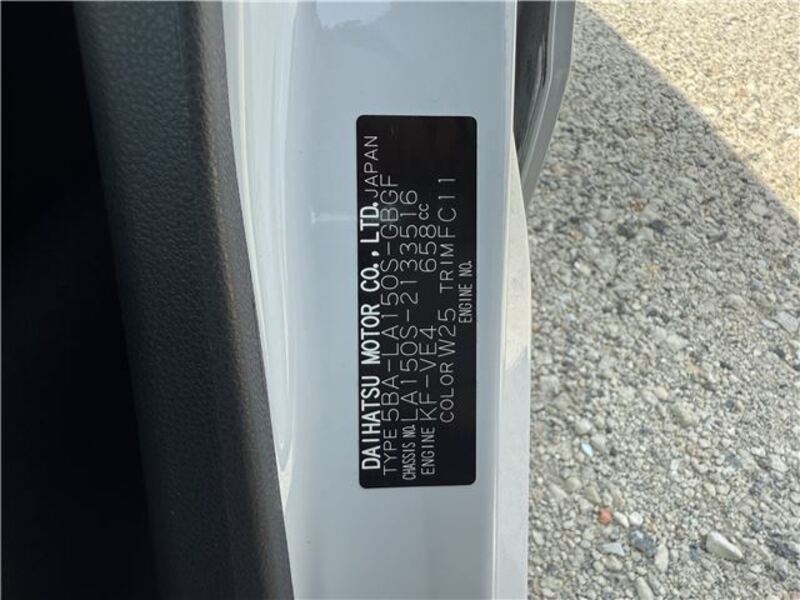 DAIHATSU MOTOR CO., LTD. JAPAN
TYPE 5BA-LA150S-GBGF
CHASSIS NO. LA150S-2133516
ENGINE KF-VE4 658cc
COLOR W25 TRIM FC11
ENGINE NO.